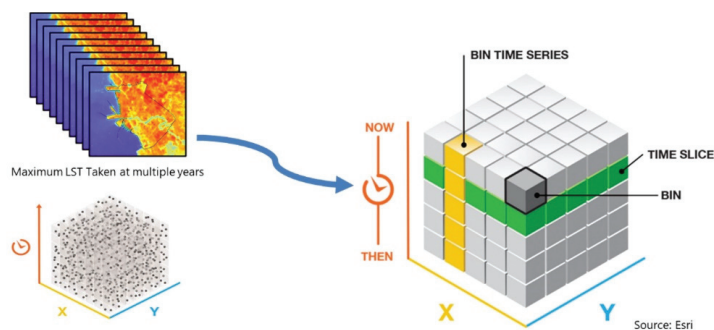 Maximum LST Taken at multiple years
X
Y
BIN TIME SERIES
NOW
TIME SLICE
BIN
THEN
X
Y
Source: Esri